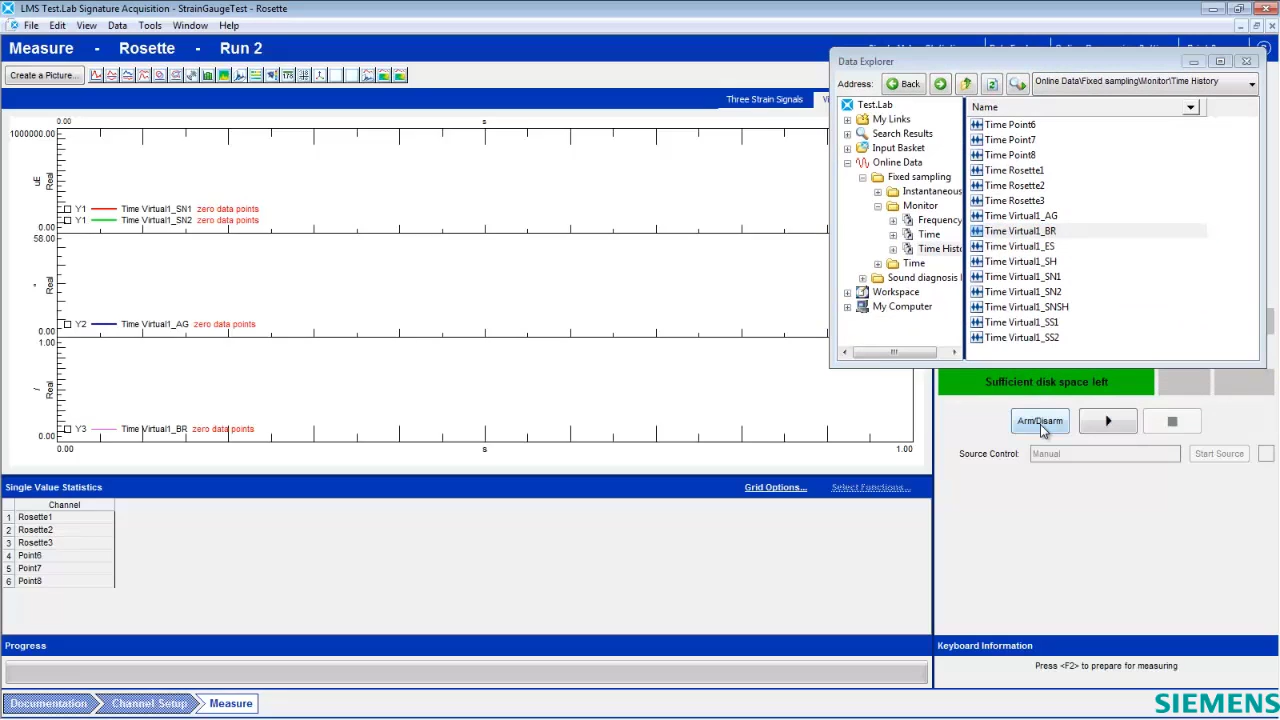 LMS Test.Lab Signature Acquisition - StrainGaugeTest - Rosette
File Edit View Data Tools Window Help
Measure - Rosette - Run 2
Create a Picture...
Three Strain Signals
0.00 s
1000000.00
uE Real
Y1 Time Virtual1_SN1 zero data points
Y1 Time Virtual1_SN2 zero data points
0.00
58.00
° Real
Y2 Time Virtual1_AG zero data points
0.00
1.00
/ Real
Y3 Time Virtual1_BR zero data points
0.00
0.00 s 1.00
Data Explorer
Address: Back Online Data\Fixed sampling\Monitor\Time History
Test.Lab
My Links
Search Results
Input Basket
Online Data
Fixed sampling
Instantaneous
Monitor
Frequency
Time
Time Histo
Time
Sound diagnosis
Workspace
My Computer
Name
Time Point6
Time Point7
Time Point8
Time Rosette1
Time Rosette2
Time Rosette3
Time Virtual1_AG
Time Virtual1_BR
Time Virtual1_ES
Time Virtual1_SH
Time Virtual1_SN1
Time Virtual1_SN2
Time Virtual1_SNSH
Time Virtual1_SS1
Time Virtual1_SS2
Sufficient disk space left
Arm/Disarm
Source Control: Manual Start Source
Single Value Statistics Grid Options... Select Functions...
Channel
1 Rosette1
2 Rosette2
3 Rosette3
4 Point6
5 Point7
6 Point8
Progress
Keyboard Information
Press <F2> to prepare for measuring
Documentation Channel Setup Measure
SIEMENS